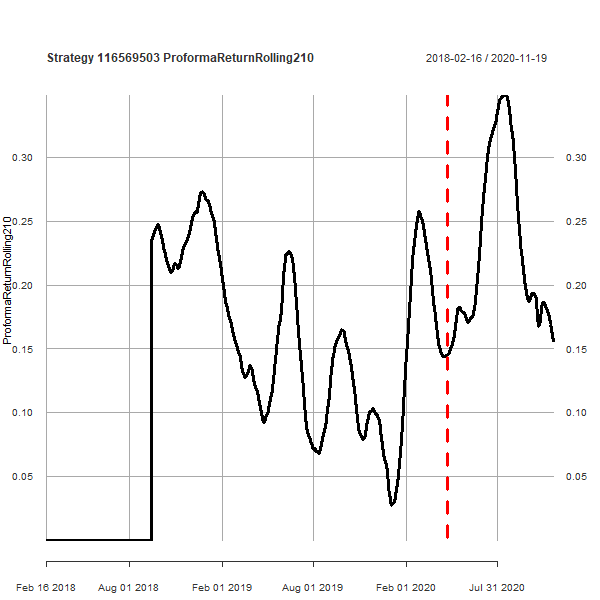 Strategy 116569503 ProformaReturnRolling210 2018-02-16 / 2020-11-19
ProformaReturnRolling210
0.30 0.30
0.25 0.25
0.20 0.20
0.15 0.15
0.10 0.10
0.05 0.05
Feb 16 2018 Aug 01 2018 Feb 01 2019 Aug 01 2019 Feb 01 2020 Jul 31 2020